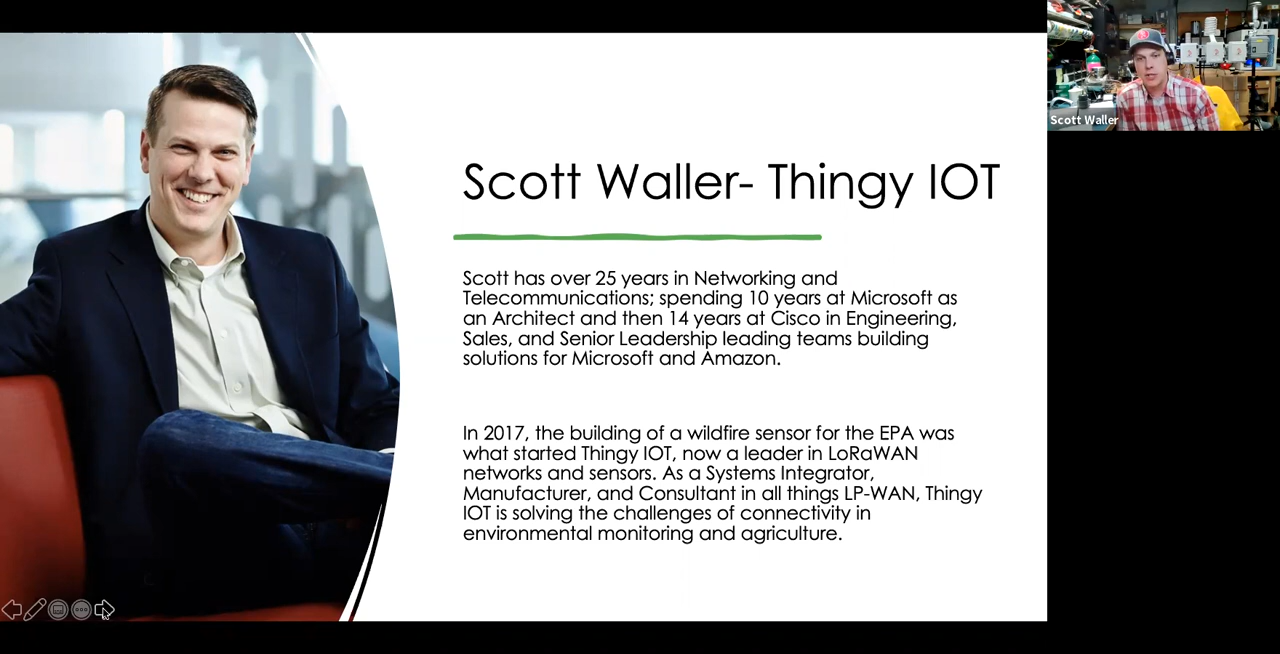 Scott Waller- Thingy IOT
Scott has over 25 years in Networking and
Telecommunications; spending 10 years at Microsoft as
an Architect and then 14 years at Cisco in Engineering,
Sales, and Senior Leadership leading teams building
solutions for Microsoft and Amazon.
In 2017, the building of a wildfire sensor for the EPA was
what started Thingy IOT, now a leader in LoRaWAN
networks and sensors. As a Systems Integrator,
Manufacturer, and Consultant in all things LP-WAN, Thingy
IOT is solving the challenges of connectivity in
environmental monitoring and agriculture.
Scott Waller